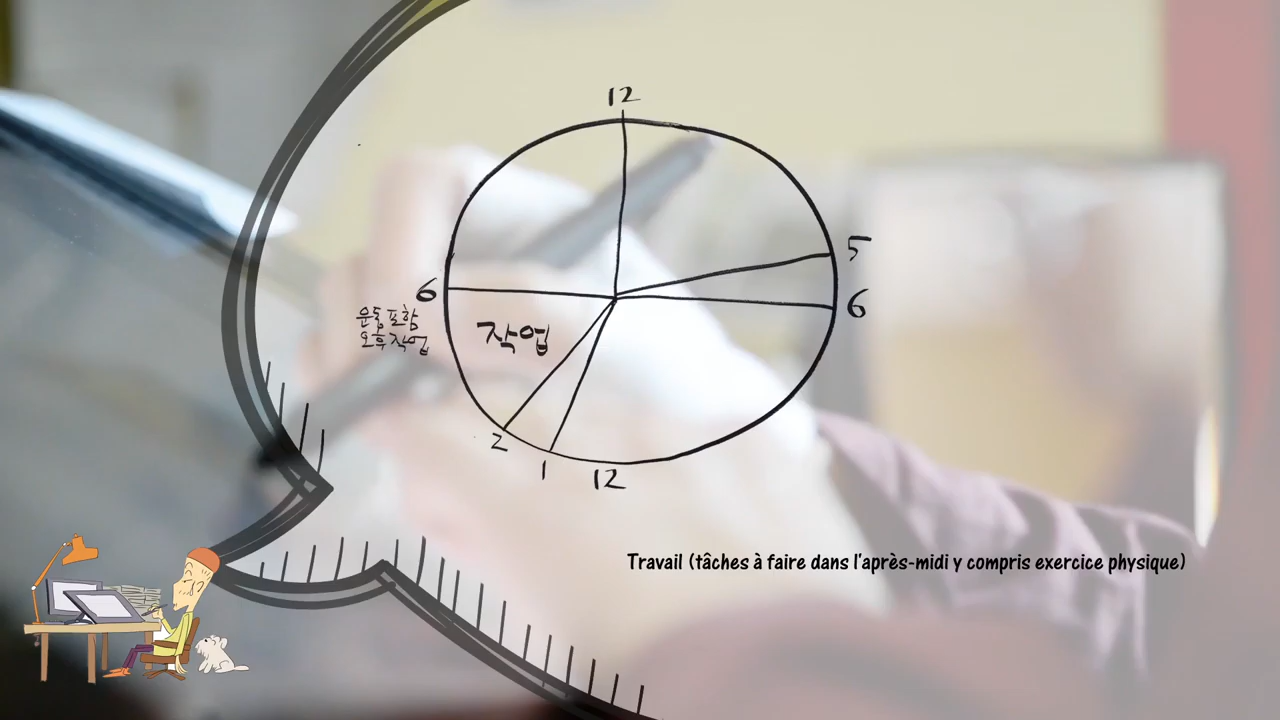 12
5
6
6
운동포함
오후작업
작업
2
1
12
Travail (tâches à faire dans l'après-midi y compris exercice physique)